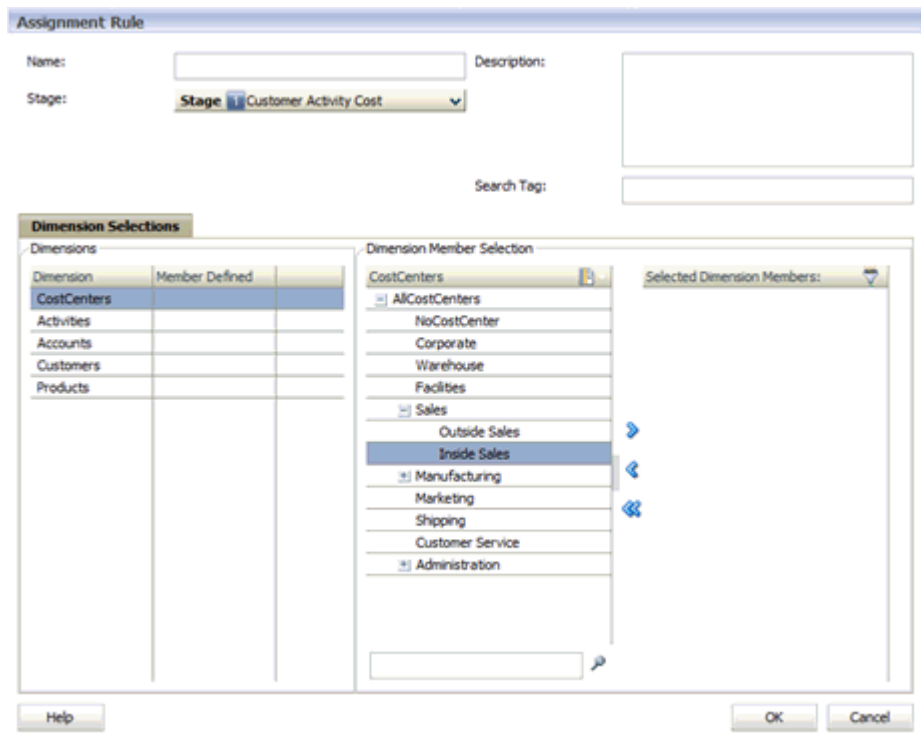 Assignment Rule
Name:
Description:
Stage:
Stage 1 Customer Activity Cost
Search Tag:
Dimension Selections
Dimensions
Dimension Member Defined
CostCenters
Activities
Accounts
Customers
Products
Dimension Member Selection
CostCenters
AllCostCenters
NoCostCenter
Corporate
Warehouse
Facilities
Sales
Outside Sales
Inside Sales
Manufacturing
Marketing
Shipping
Customer Service
Administration
Selected Dimension Members:
Help
OK
Cancel